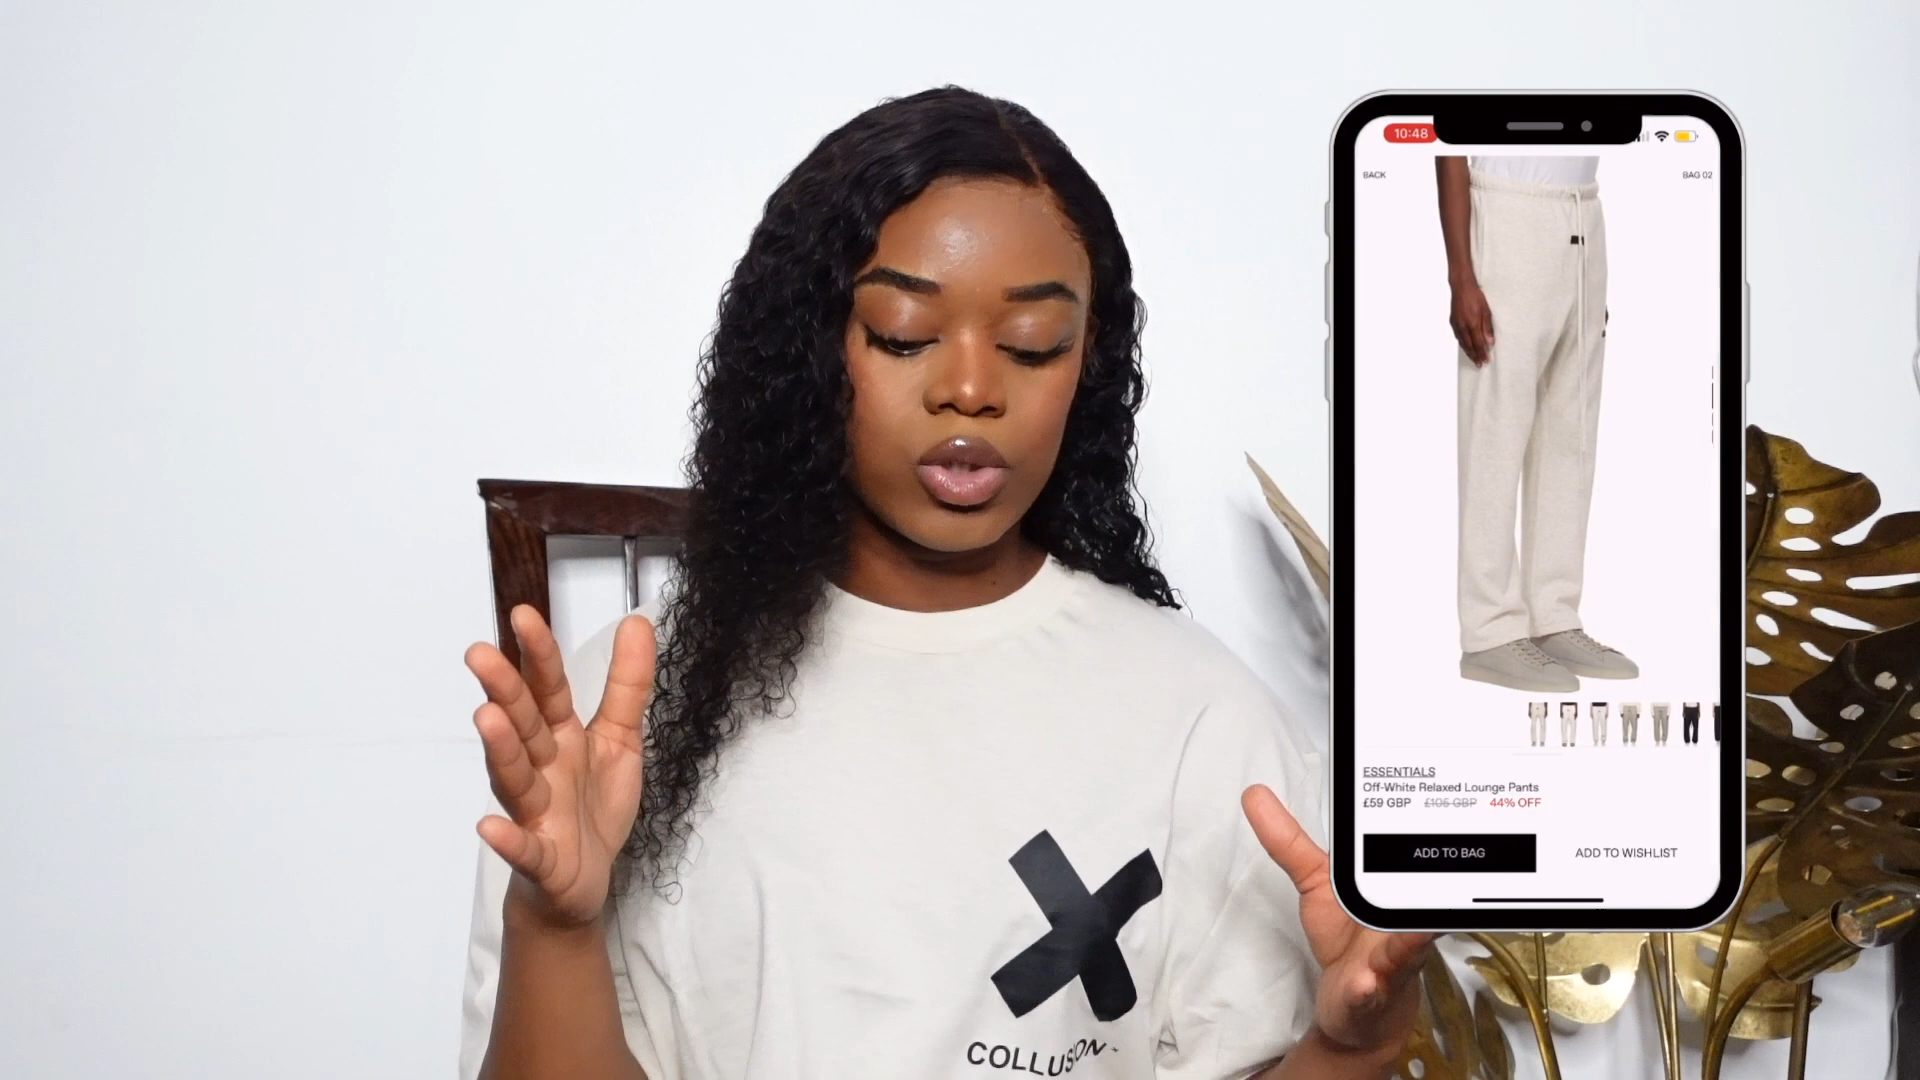 10:48
BACK
BAG 02
ESSENTIALS
Off-White Relaxed Lounge Pants
£59 GBP £105 GBP 44% OFF
ADD TO BAG
ADD TO WISHLIST
COLLUSION